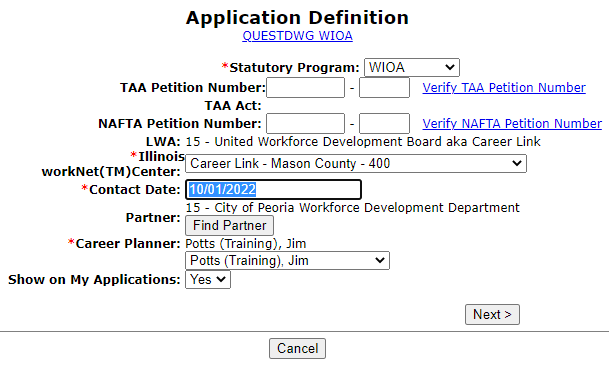 Application Definition
QUESTDWG WIOA
*Statutory Program: WIOA
TAA Petition Number: - Verify TAA Petition Number
TAA Act:
NAFTA Petition Number: - Verify NAFTA Petition Number
LWA: 15 - United Workforce Development Board aka Career Link
*Illinois workNet(TM)Center: Career Link - Mason County - 400
*Contact Date: 10/01/2022
Partner: 15 - City of Peoria Workforce Development Department
Find Partner
*Career Planner: Potts (Training), Jim
Potts (Training), Jim
Show on My Applications: Yes
Next >
Cancel